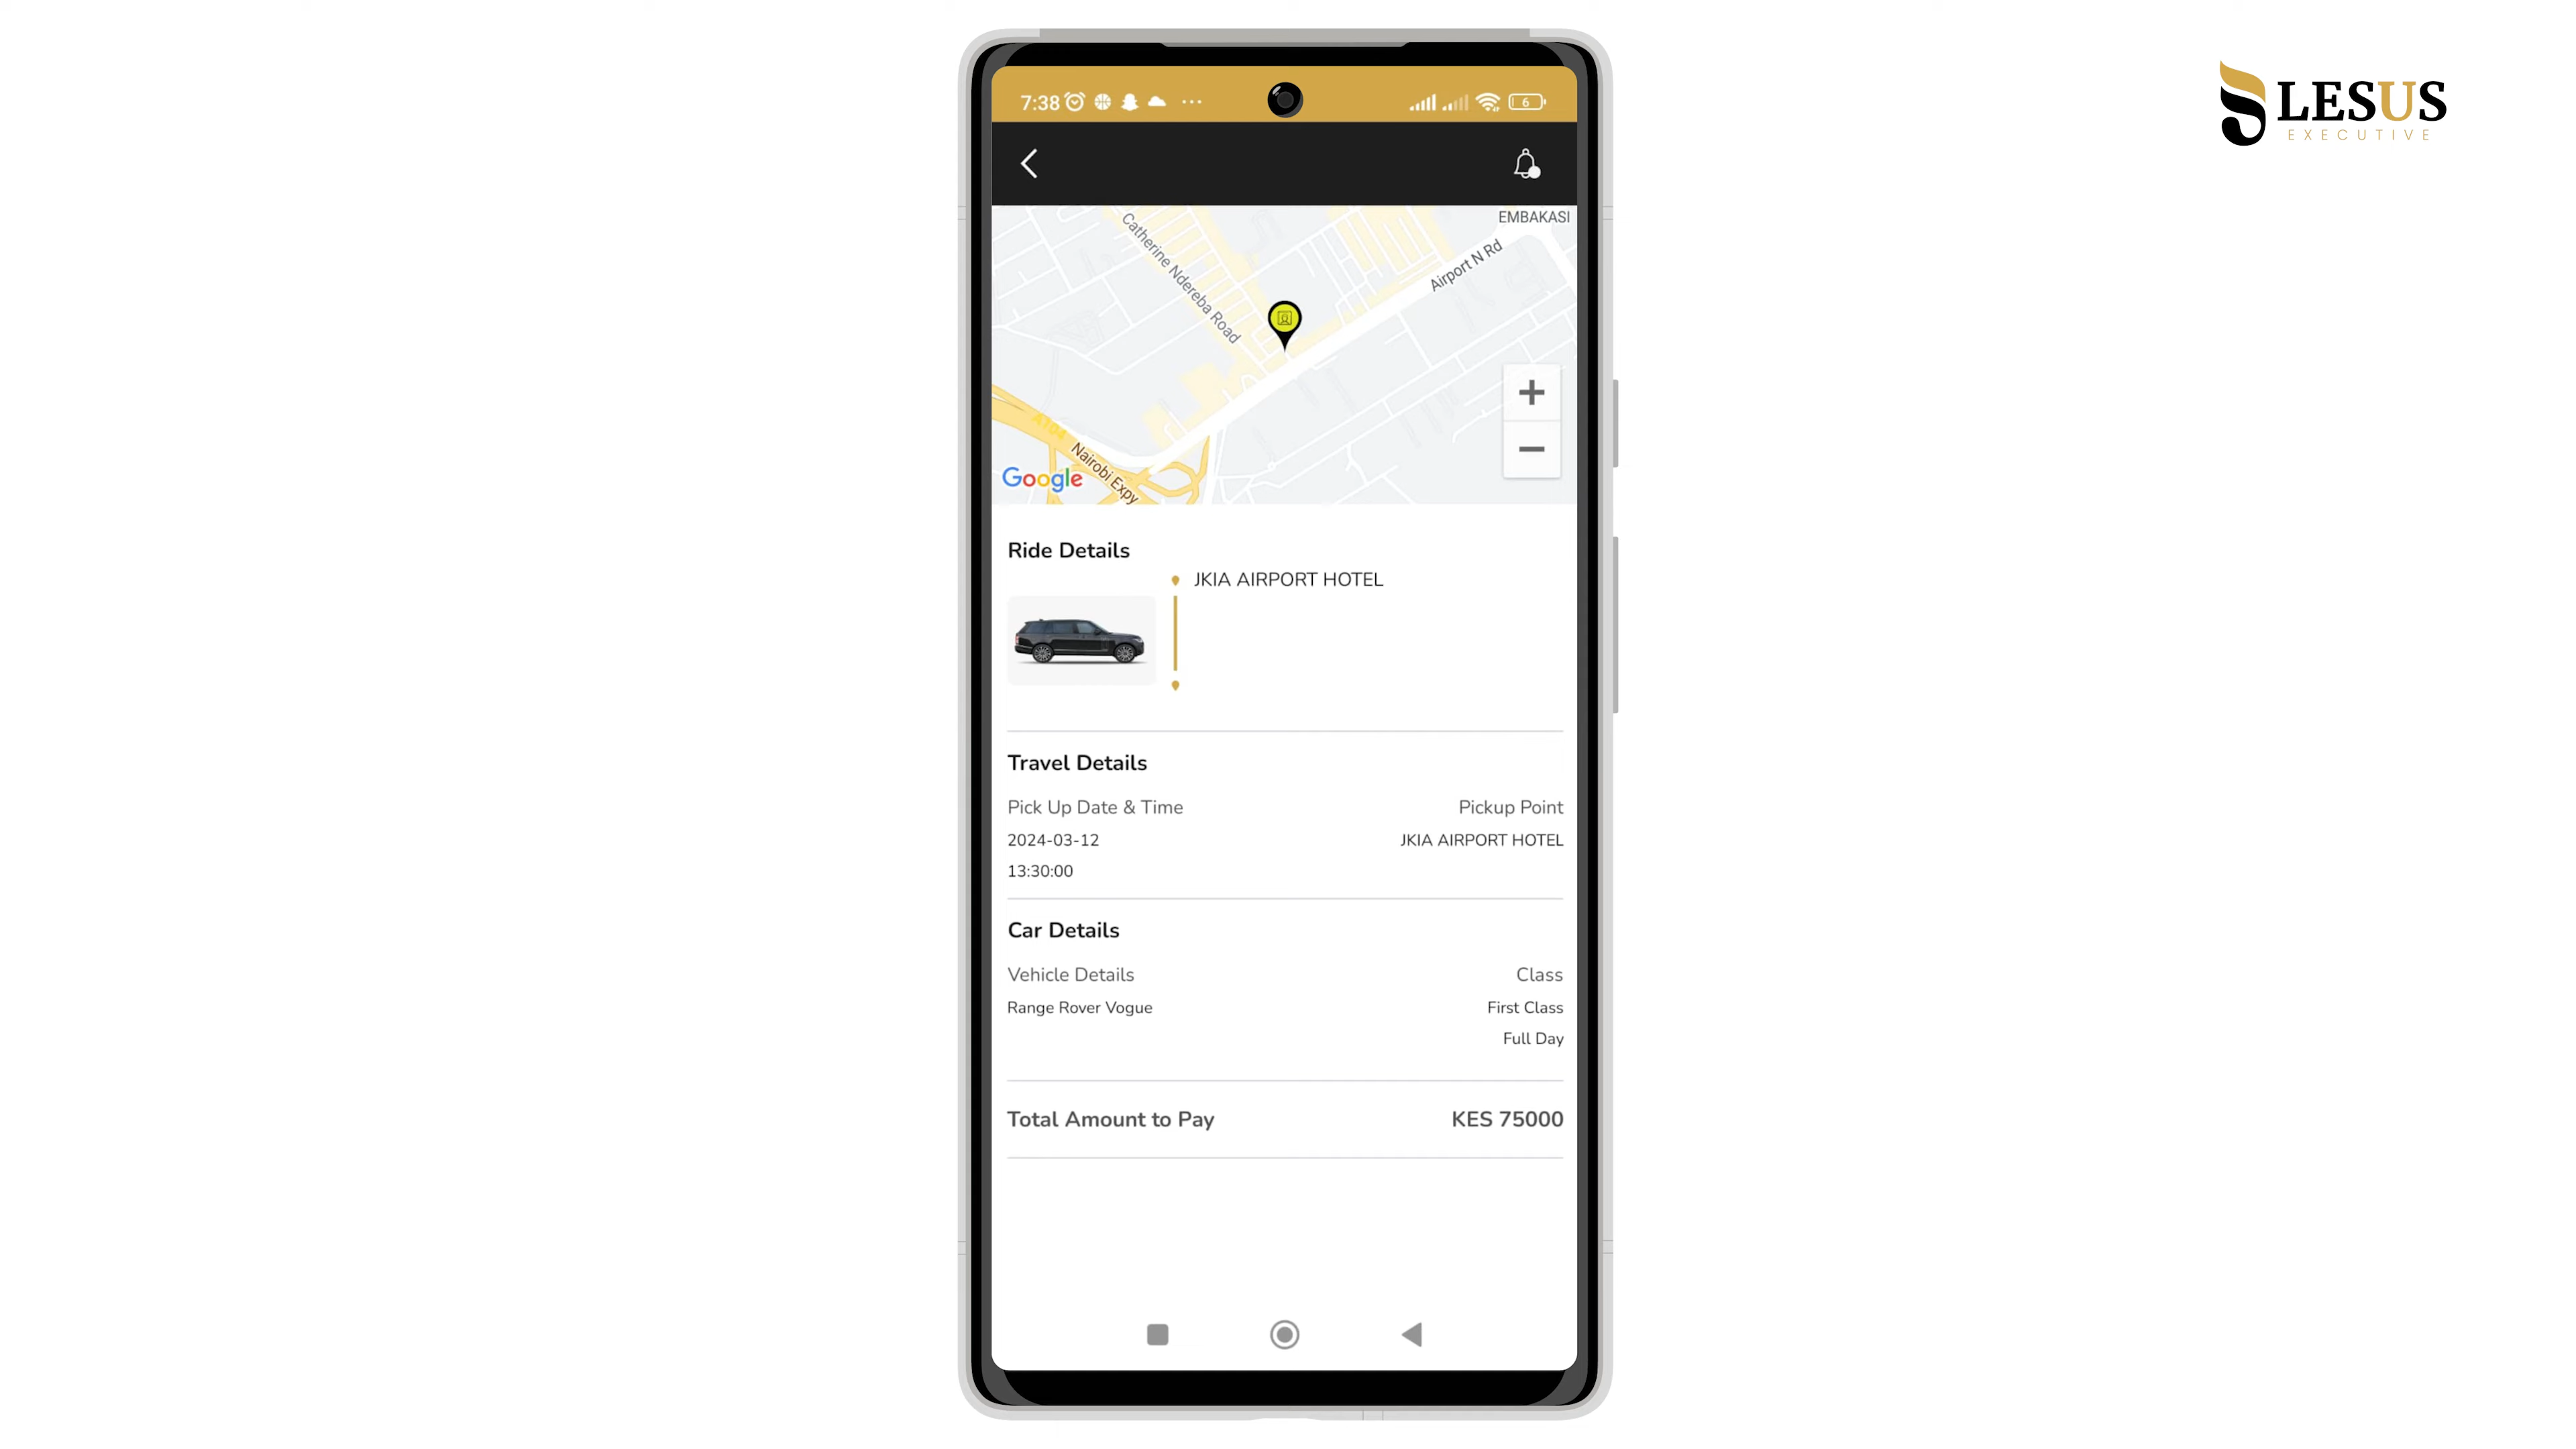 LESUS
EXECUTIVE
7:38
6
EMBAKASI
Catherine Ndereba Road
Airport N Rd
A104
Nairobi Expy
Google
Ride Details
JKIA AIRPORT HOTEL
Travel Details
Pick Up Date & Time
Pickup Point
2024-03-12
JKIA AIRPORT HOTEL
13:30:00
Car Details
Vehicle Details
Class
Range Rover Vogue
First Class
Full Day
Total Amount to Pay
KES 75000